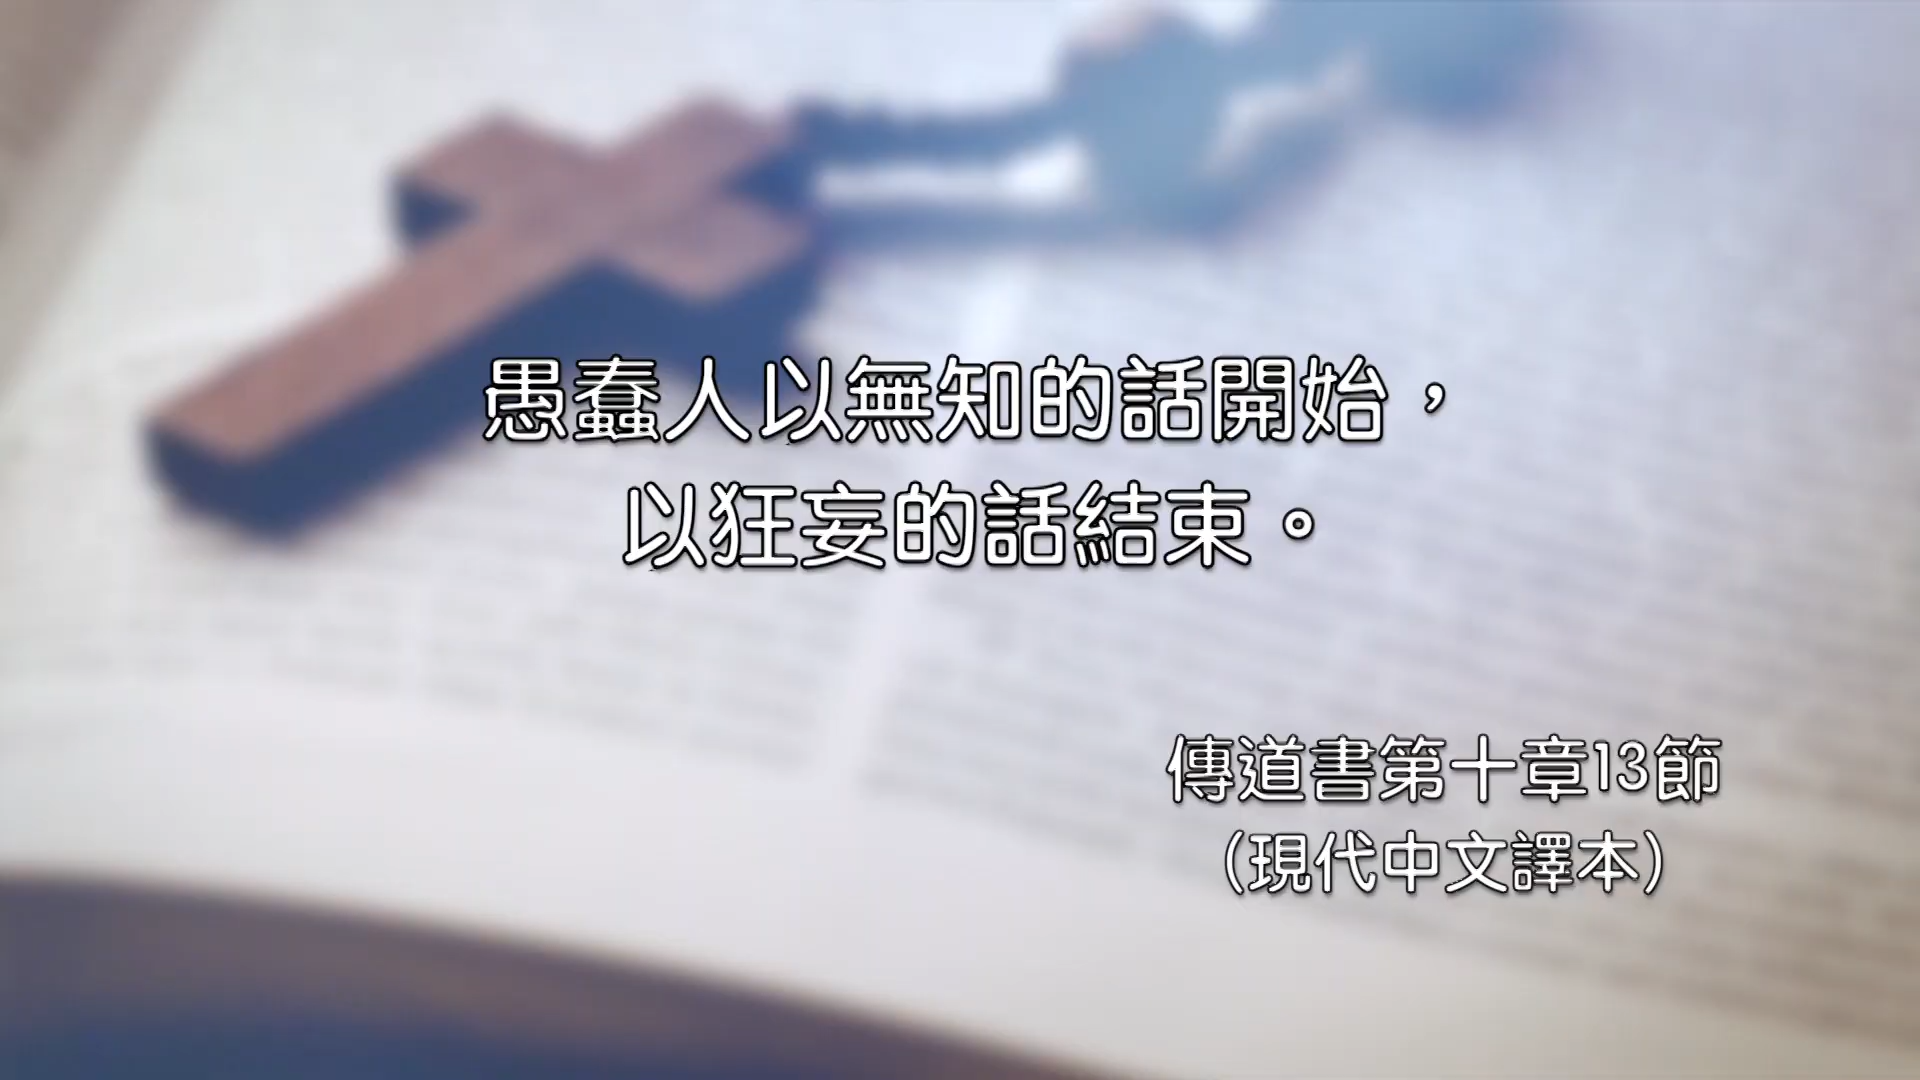 愚蠢人以無知的話開始，
以狂妄的話結束。
傳道書第十章13節
（現代中文譯本）